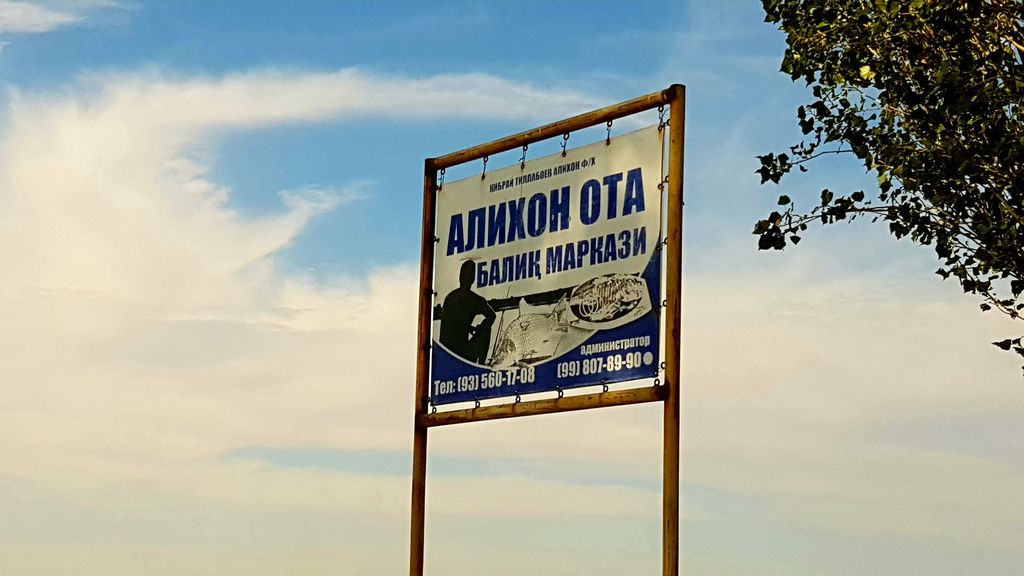 КИБРАЙ ТИЛЛАБОЕВ АЛИХОН Ф/Х
АЛИХОН ОТА
БАЛИҚ МАРКАЗИ
администратор
Тел: (93) 560-17-08 (99) 807-89-90